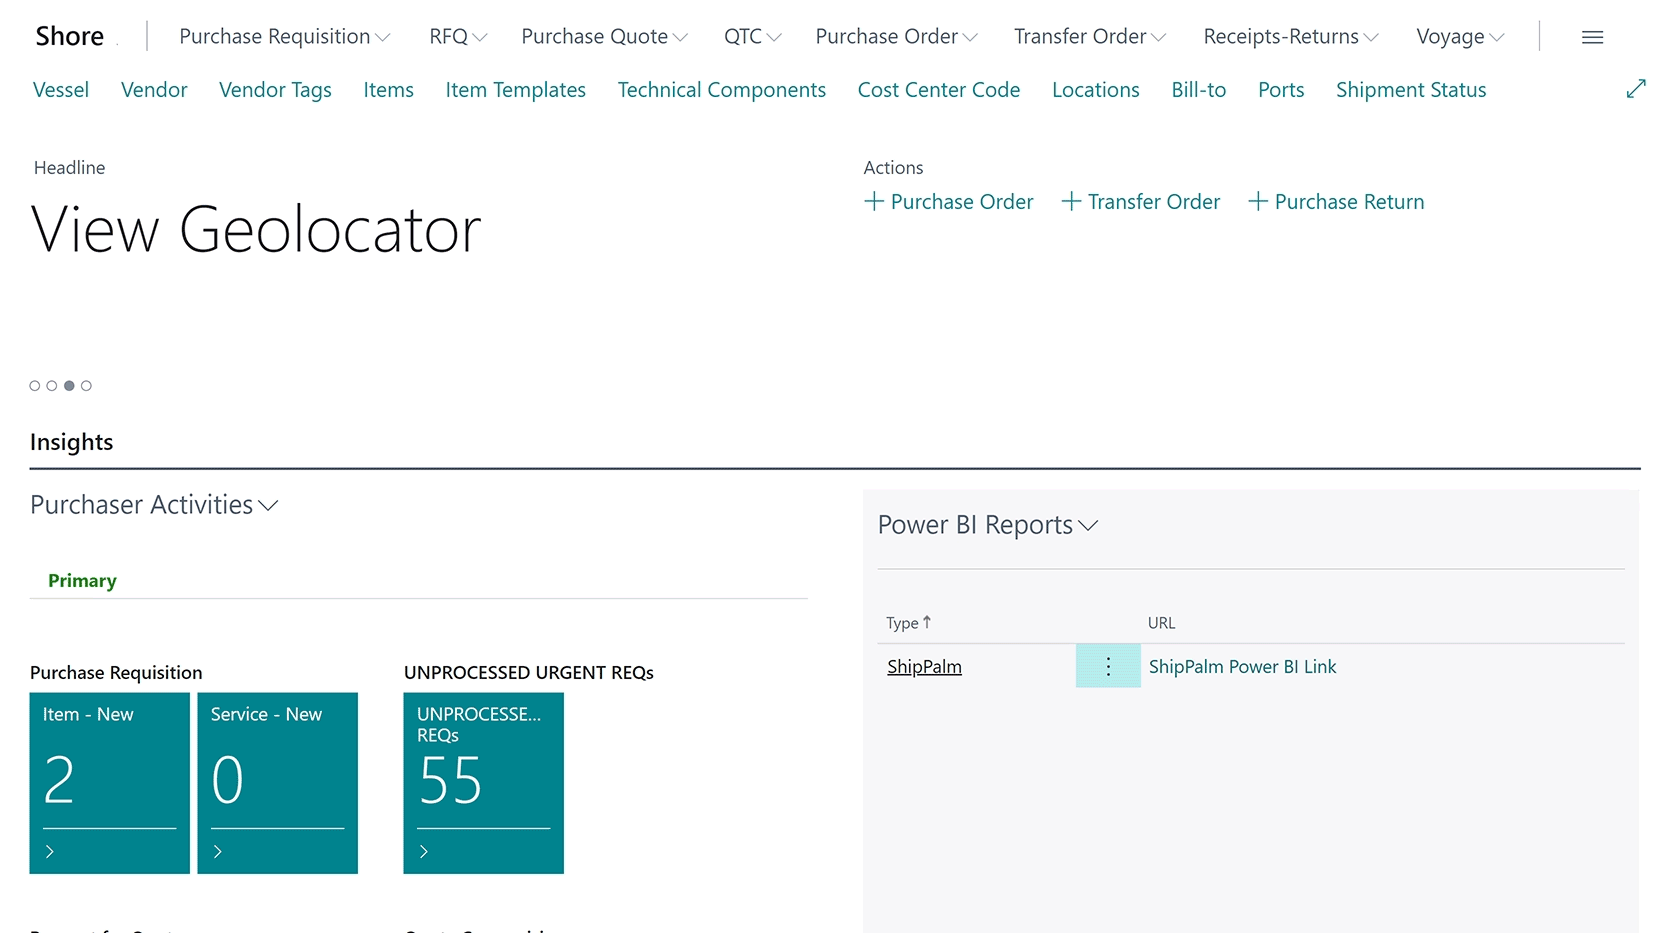 Shore
Purchase Requisition
RFQ
Purchase Quote
QTC
Purchase Order
Transfer Order
Receipts-Returns
Voyage
Vessel
Vendor
Vendor Tags
Items
Item Templates
Technical Components
Cost Center Code
Locations
Bill-to
Ports
Shipment Status
Headline
View Geolocator
Actions
+ Purchase Order
+ Transfer Order
+ Purchase Return
Insights
Purchaser Activities
Primary
Purchase Requisition
Item - New
2
Service - New
0
UNPROCESSED URGENT REQs
UNPROCESSE...
REQs
55
Power BI Reports
Type↑
URL
ShipPalm
ShipPalm Power BI Link